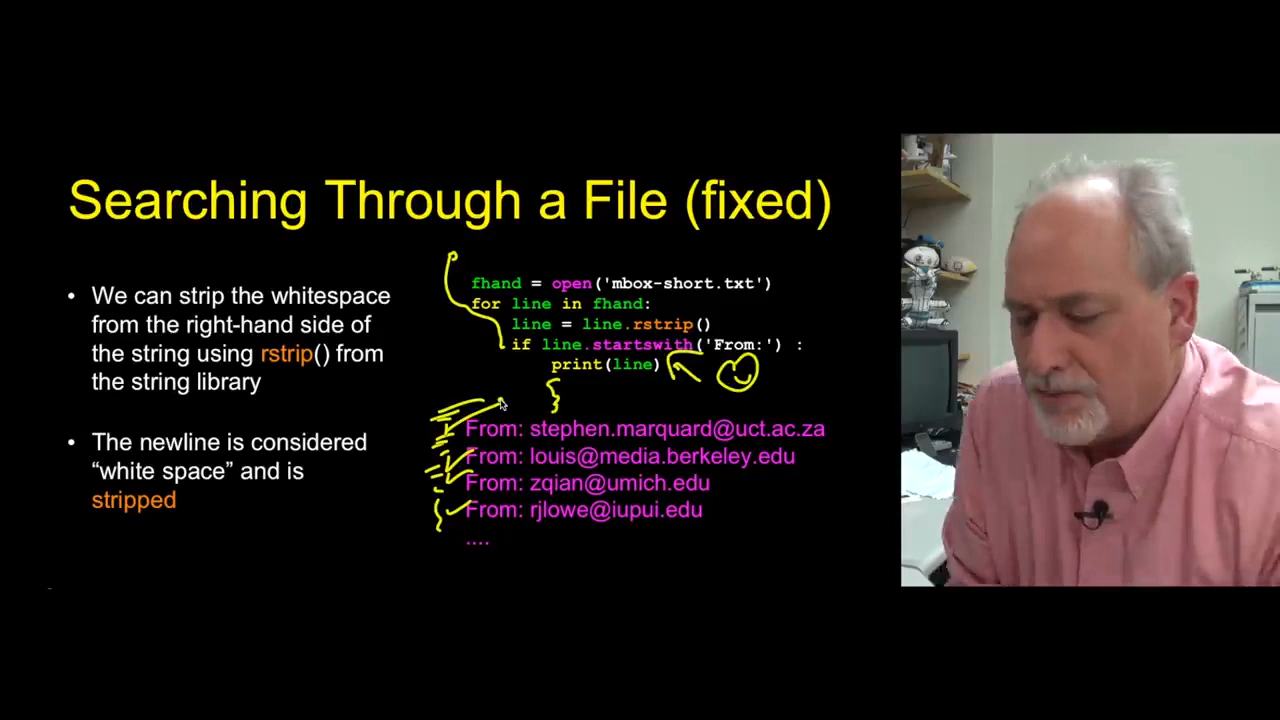 Searching Through a File (fixed)
• We can strip the whitespace
from the right-hand side of
the string using rstrip() from
the string library
• The newline is considered
“white space” and is
stripped
fhand = open('mbox-short.txt')
for line in fhand:
line = line.rstrip()
if line.startswith('From:') :
print(line)
From: stephen.marquard@uct.ac.za
From: louis@media.berkeley.edu
From: zqian@umich.edu
From: rjlowe@iupui.edu
....